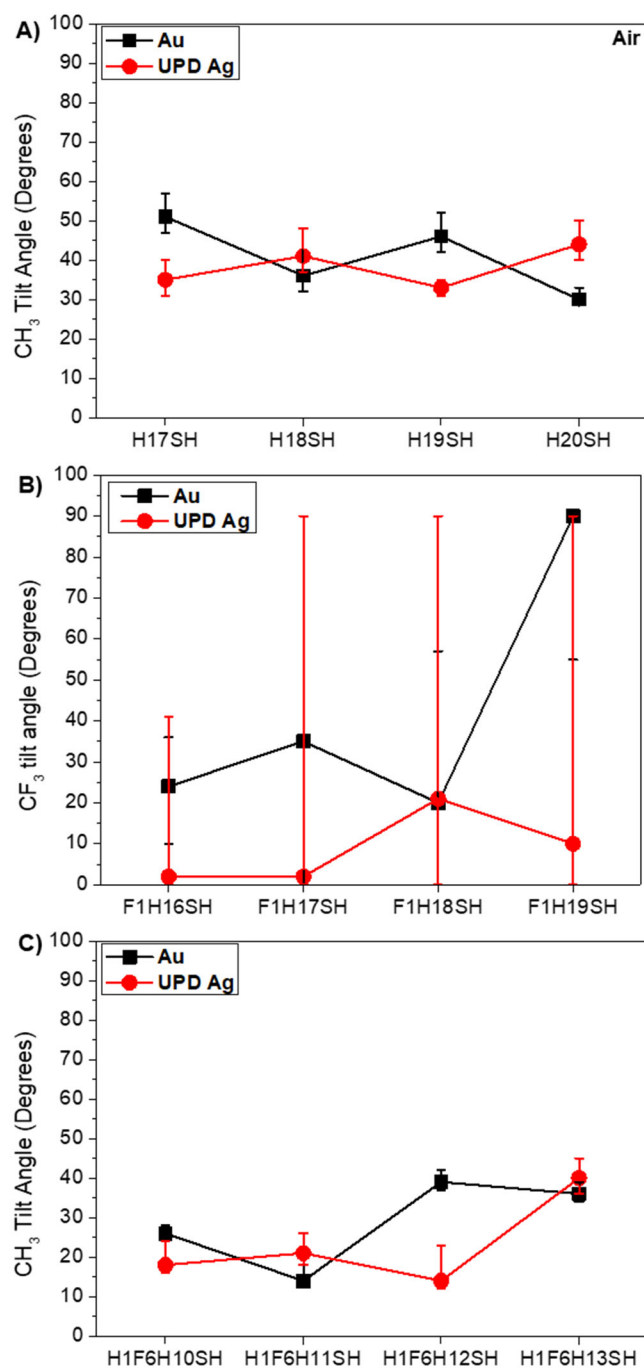 A)
Au
UPD Ag
Air
100
90
80
70
60
50
40
30
20
10
0
CH₃ Tilt Angle (Degrees)
H17SH H18SH H19SH H20SH
B)
Au
UPD Ag
100
90
80
70
60
50
40
30
20
10
0
CF₃ tilt angle (Degrees)
F1H16SH F1H17SH F1H18SH F1H19SH
C)
Au
UPD Ag
100
90
80
70
60
50
40
30
20
10
0
CH₃ Tilt Angle (Degrees)
H1F6H10SH H1F6H11SH H1F6H12SH H1F6H13SH